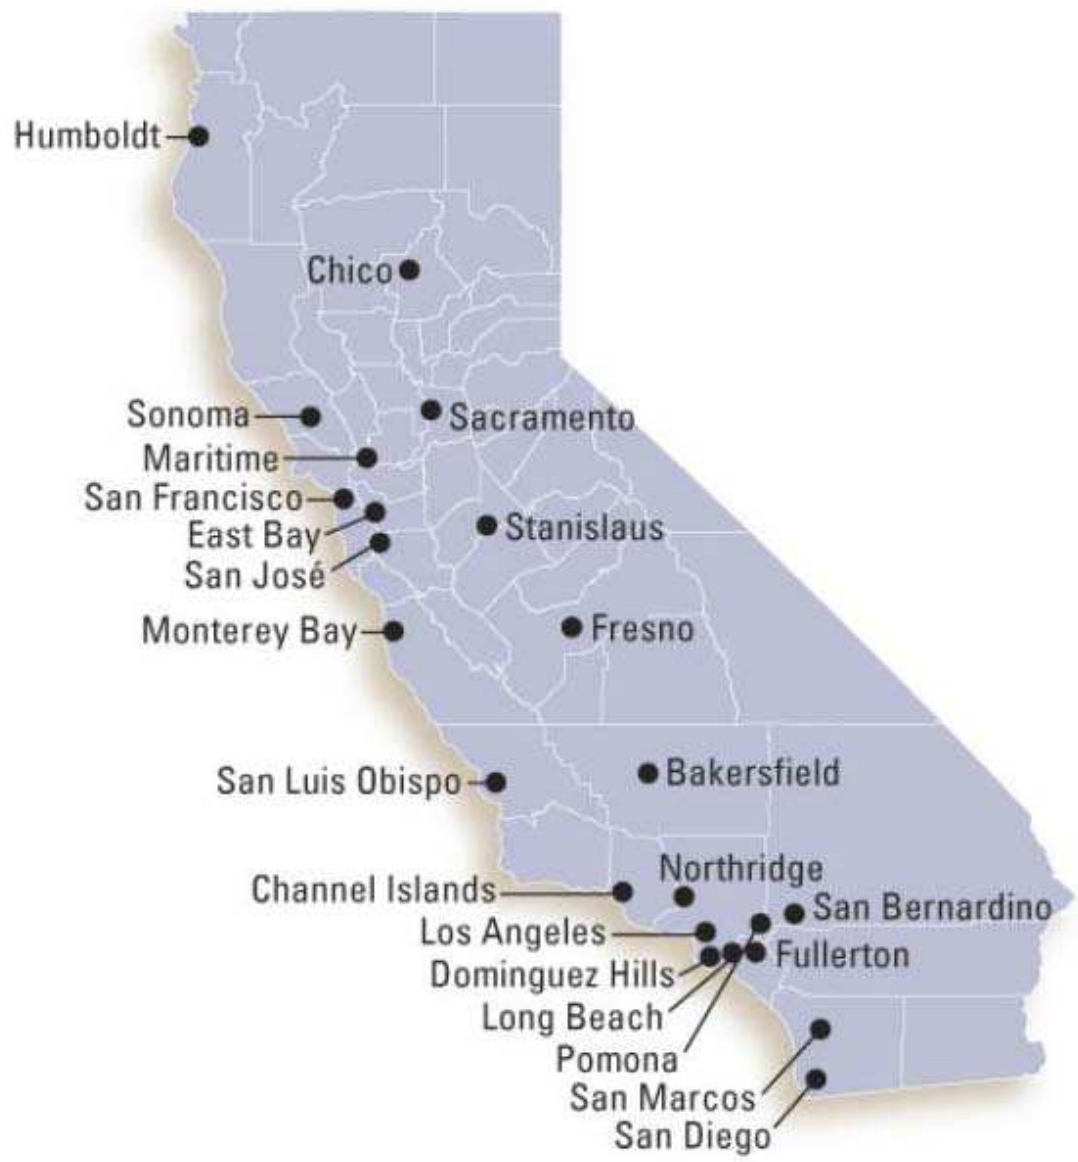 Humboldt
Chico
Sonoma
Sacramento
Maritime
San Francisco
East Bay
Stanislaus
San José
Monterey Bay
Fresno
San Luis Obispo
Bakersfield
Northridge
Channel Islands
San Bernardino
Los Angeles
Fullerton
Dominguez Hills
Long Beach
Pomona
San Marcos
San Diego